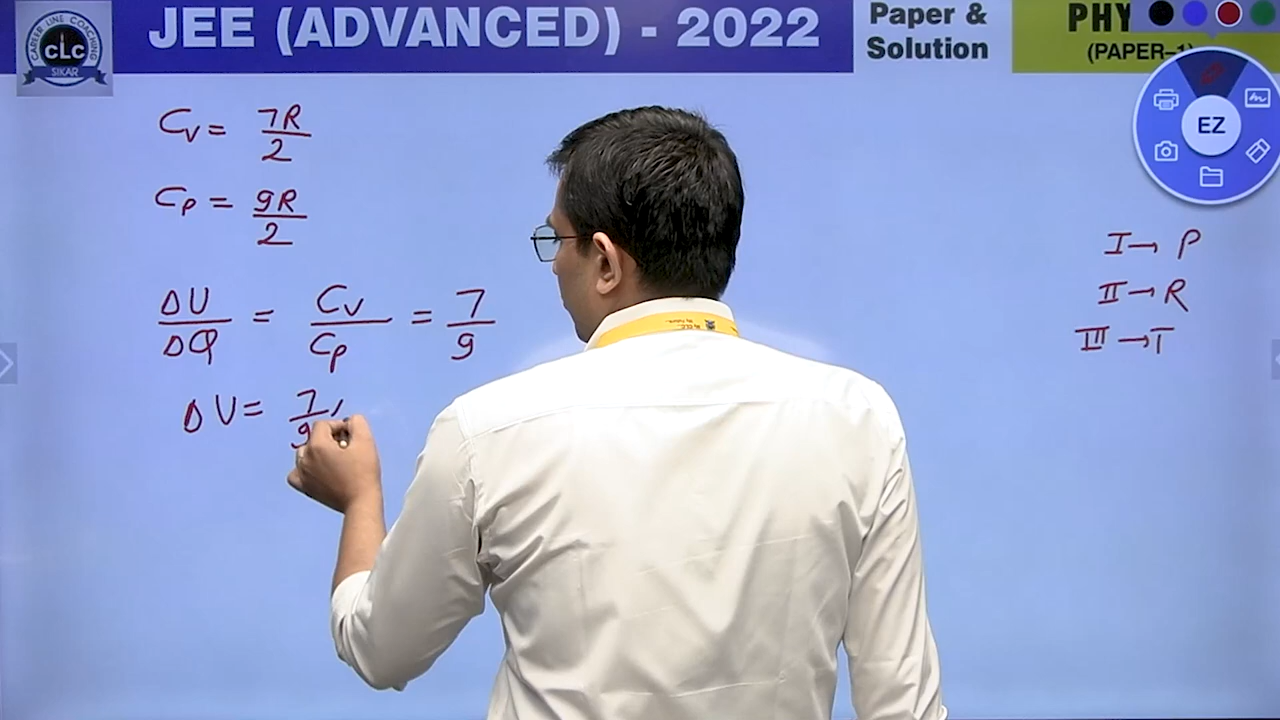 CAREER LINE COACHING
CLC
SIKAR
JEE (ADVANCED) - 2022
Paper &
Solution
PHY
(PAPER–1)
EZ
Cv = 7R/2
Cp = 9R/2
ΔU/ΔQ = Cv/Cp = 7/9
ΔU = 7/9
I → P
II → R
III → T